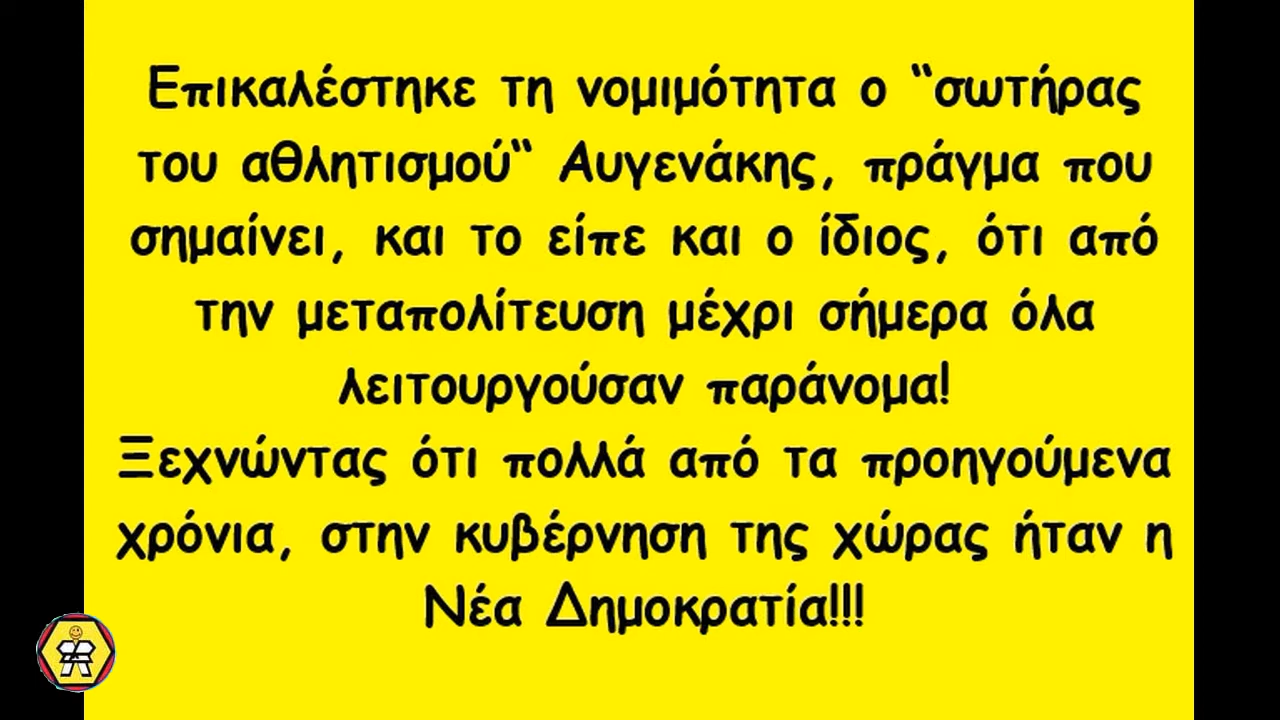 Επικαλέστηκε τη νομιμότητα ο “σωτήρας
του αθλητισμού“ Αυγενάκης, πράγμα που
σημαίνει, και το είπε και ο ίδιος, ότι από
την μεταπολίτευση μέχρι σήμερα όλα
λειτουργούσαν παράνομα!
Ξεχνώντας ότι πολλά από τα προηγούμενα
χρόνια, στην κυβέρνηση της χώρας ήταν η
Νέα Δημοκρατία!!!